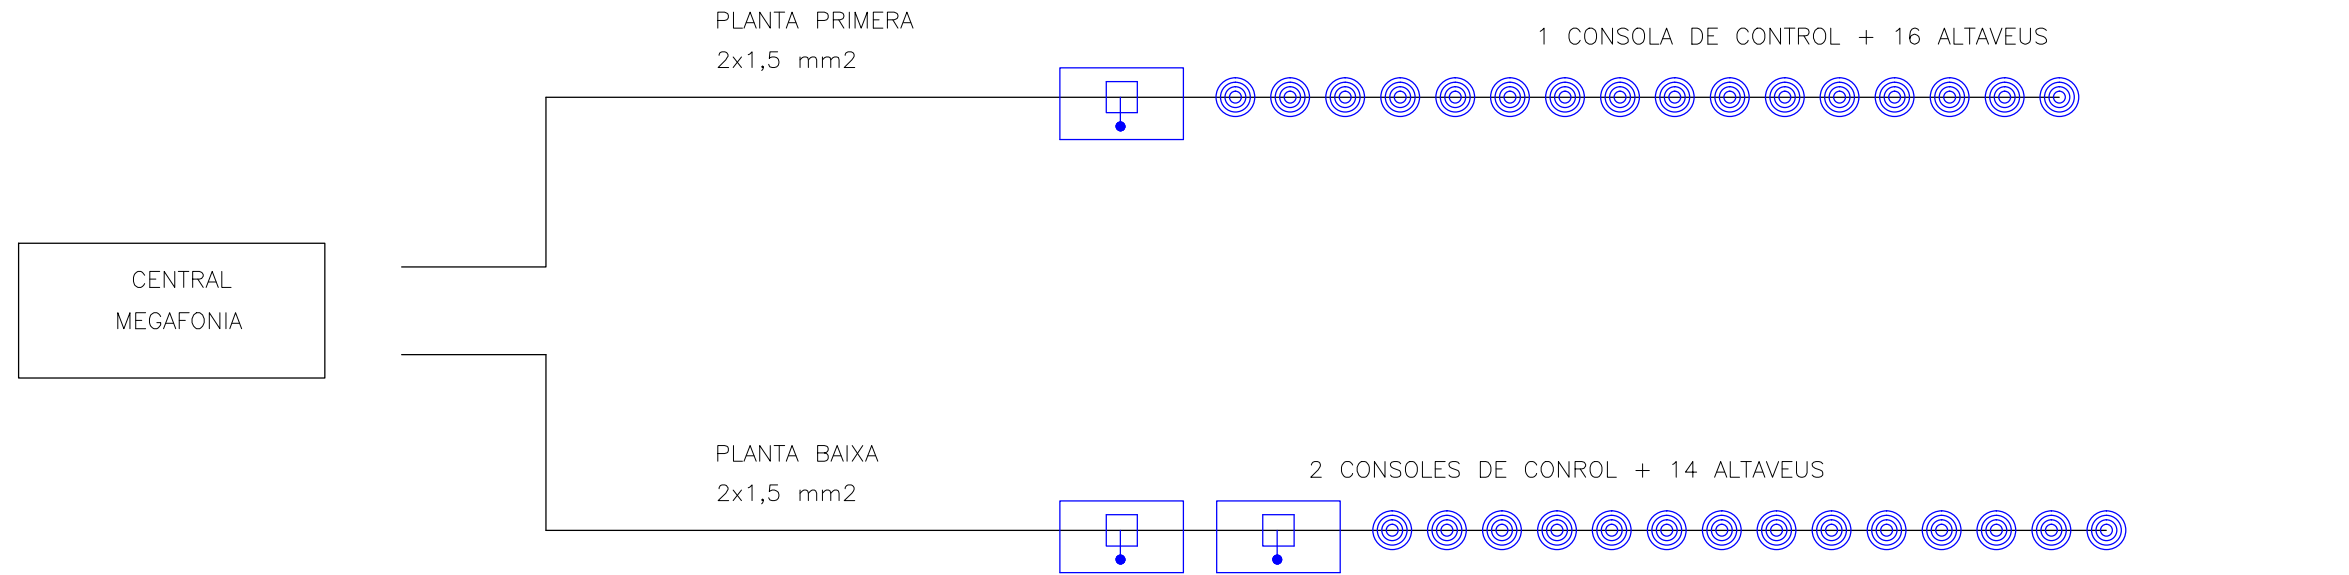 PLANTA PRIMERA
2x1,5 mm2
1 CONSOLA DE CONTROL + 16 ALTAVEUS
CENTRAL
MEGAFONIA
PLANTA BAIXA
2x1,5 mm2
2 CONSOLES DE CONROL + 14 ALTAVEUS